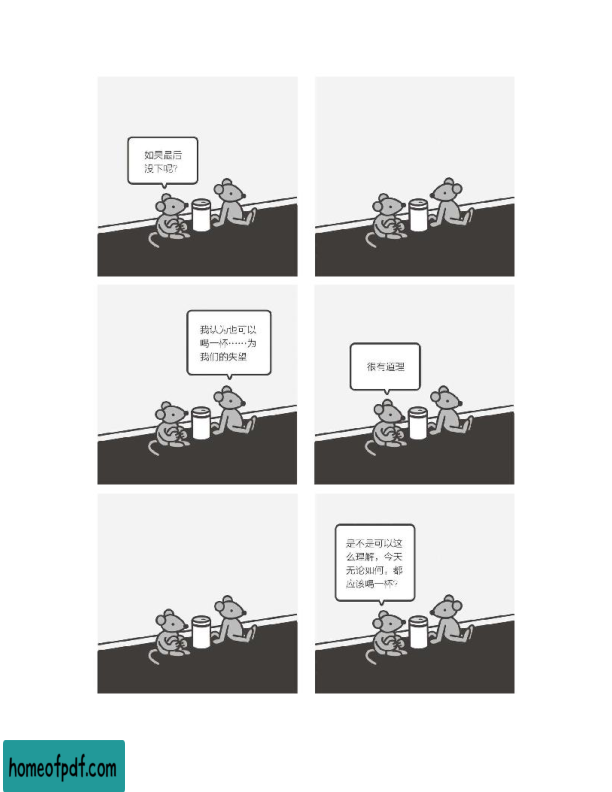 如果最后
没下呢?
我认为也可以
喝一杯……为
我们的失望
很有道理
是不是可以这
么理解，今天
无论如何，都
应该喝一杯?
homeofpdf.com